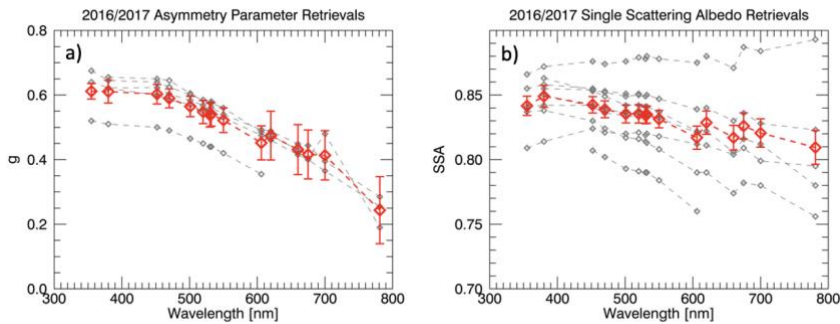 2016/2017 Asymmetry Parameter Retrievals
a)
0.8
0.6
0.4
0.2
0.0
g
300 400 500 600 700 800
Wavelength [nm]
2016/2017 Single Scattering Albedo Retrievals
b)
0.85
0.80
0.75
0.70
SSA
300 400 500 600 700 800
Wavelength [nm]